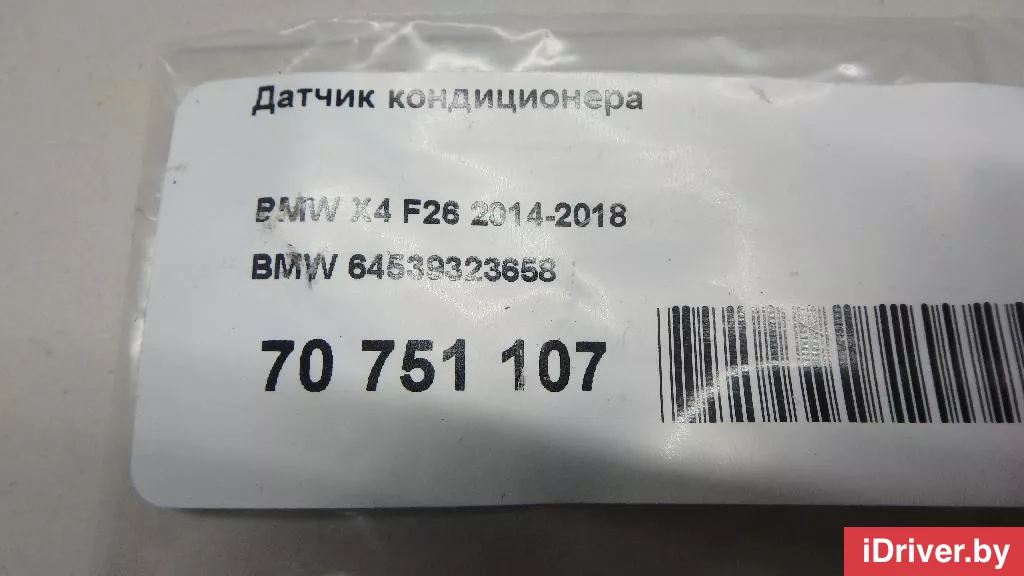 Датчик кондиционера
BMW X4 F26 2014-2018
BMW 64539323658
70 751 107
iDriver.by